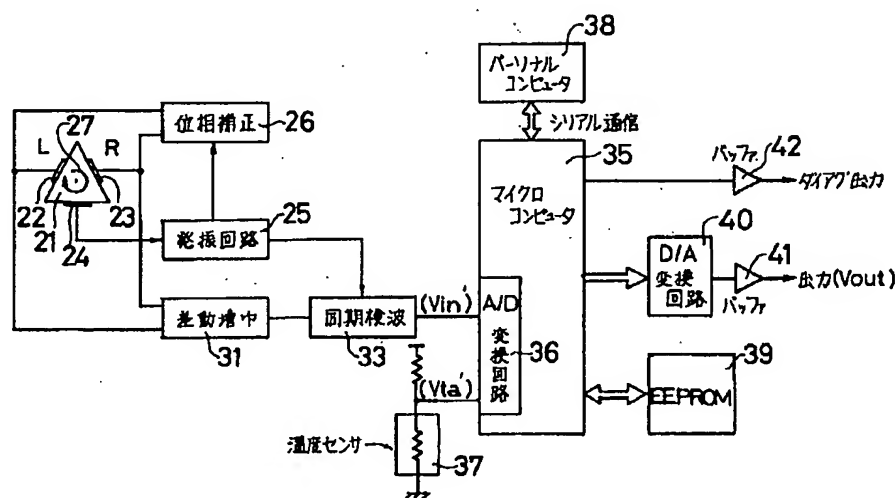 38
パーソナル
コンピュータ
シリアル通信
35
マイクロ
コンピュータ
位相補正
26
27
L
R
22
21
24
23
発振回路
25
差動増巾
31
同期検波
33
(Vin')
(Vta')
A/D
変換回路
36
温度センサ
37
バッファ
42
ダイアグ出力
D/A
変換
回路
40
バッファ
41
出力(Vout)
EEPROM
39